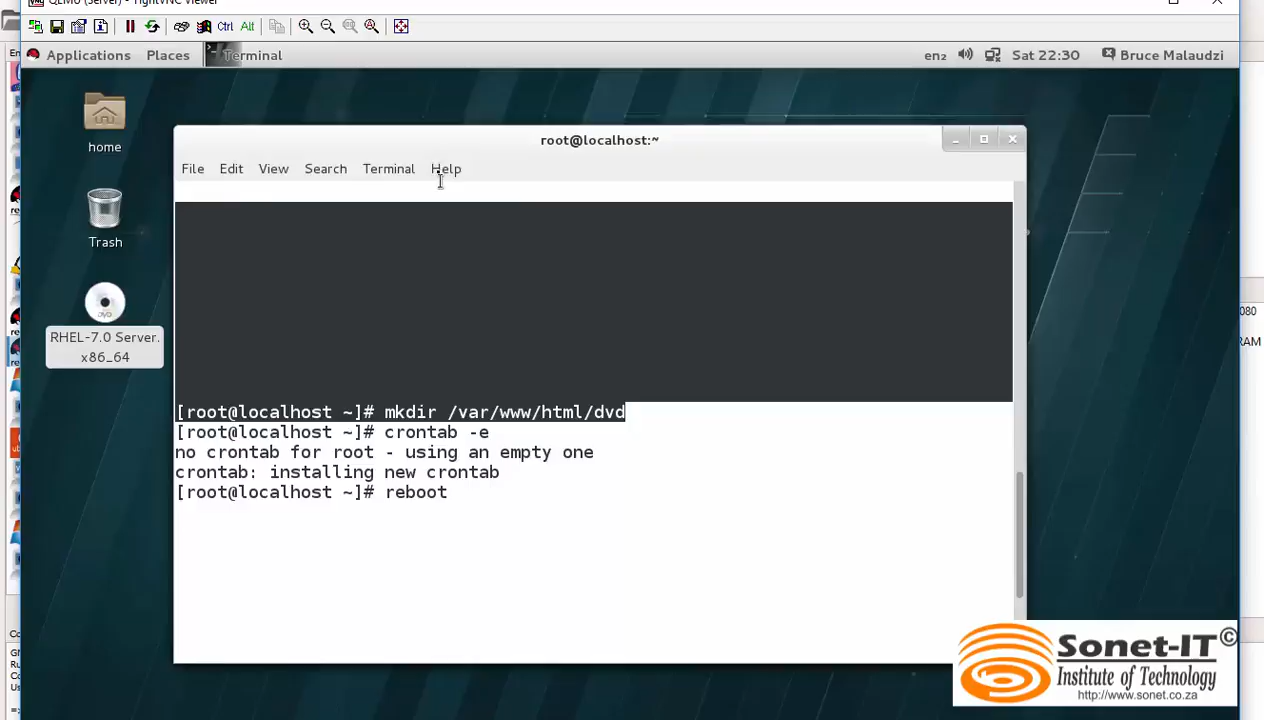 QEMU (Server) - TightVNC Viewer
Ctrl Alt
Applications Places Terminal en2 Sat 22:30 Bruce Malaudzi
home
Trash
DVD
RHEL-7.0 Server.
x86_64
root@localhost:~
File Edit View Search Terminal Help
[root@localhost ~]# mkdir /var/www/html/dvd
[root@localhost ~]# crontab -e
no crontab for root - using an empty one
crontab: installing new crontab
[root@localhost ~]# reboot
080
RAM
Sonet-IT©
Institute of Technology
http://www.sonet.co.za